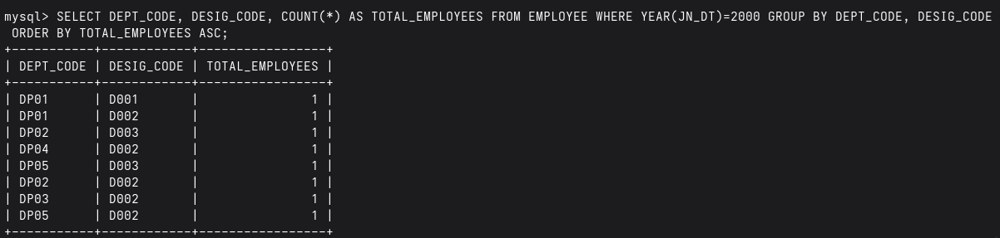 mysql> SELECT DEPT_CODE, DESIG_CODE, COUNT(*) AS TOTAL_EMPLOYEES FROM EMPLOYEE WHERE YEAR(JN_DT)=2000 GROUP BY DEPT_CODE, DESIG_CODE
 ORDER BY TOTAL_EMPLOYEES ASC;
+-----------+------------+-----------------+
| DEPT_CODE | DESIG_CODE | TOTAL_EMPLOYEES |
+-----------+------------+-----------------+
| DP01      | D001       |               1 |
| DP01      | D002       |               1 |
| DP02      | D003       |               1 |
| DP04      | D002       |               1 |
| DP05      | D003       |               1 |
| DP02      | D002       |               1 |
| DP03      | D002       |               1 |
| DP05      | D002       |               1 |
+-----------+------------+-----------------+